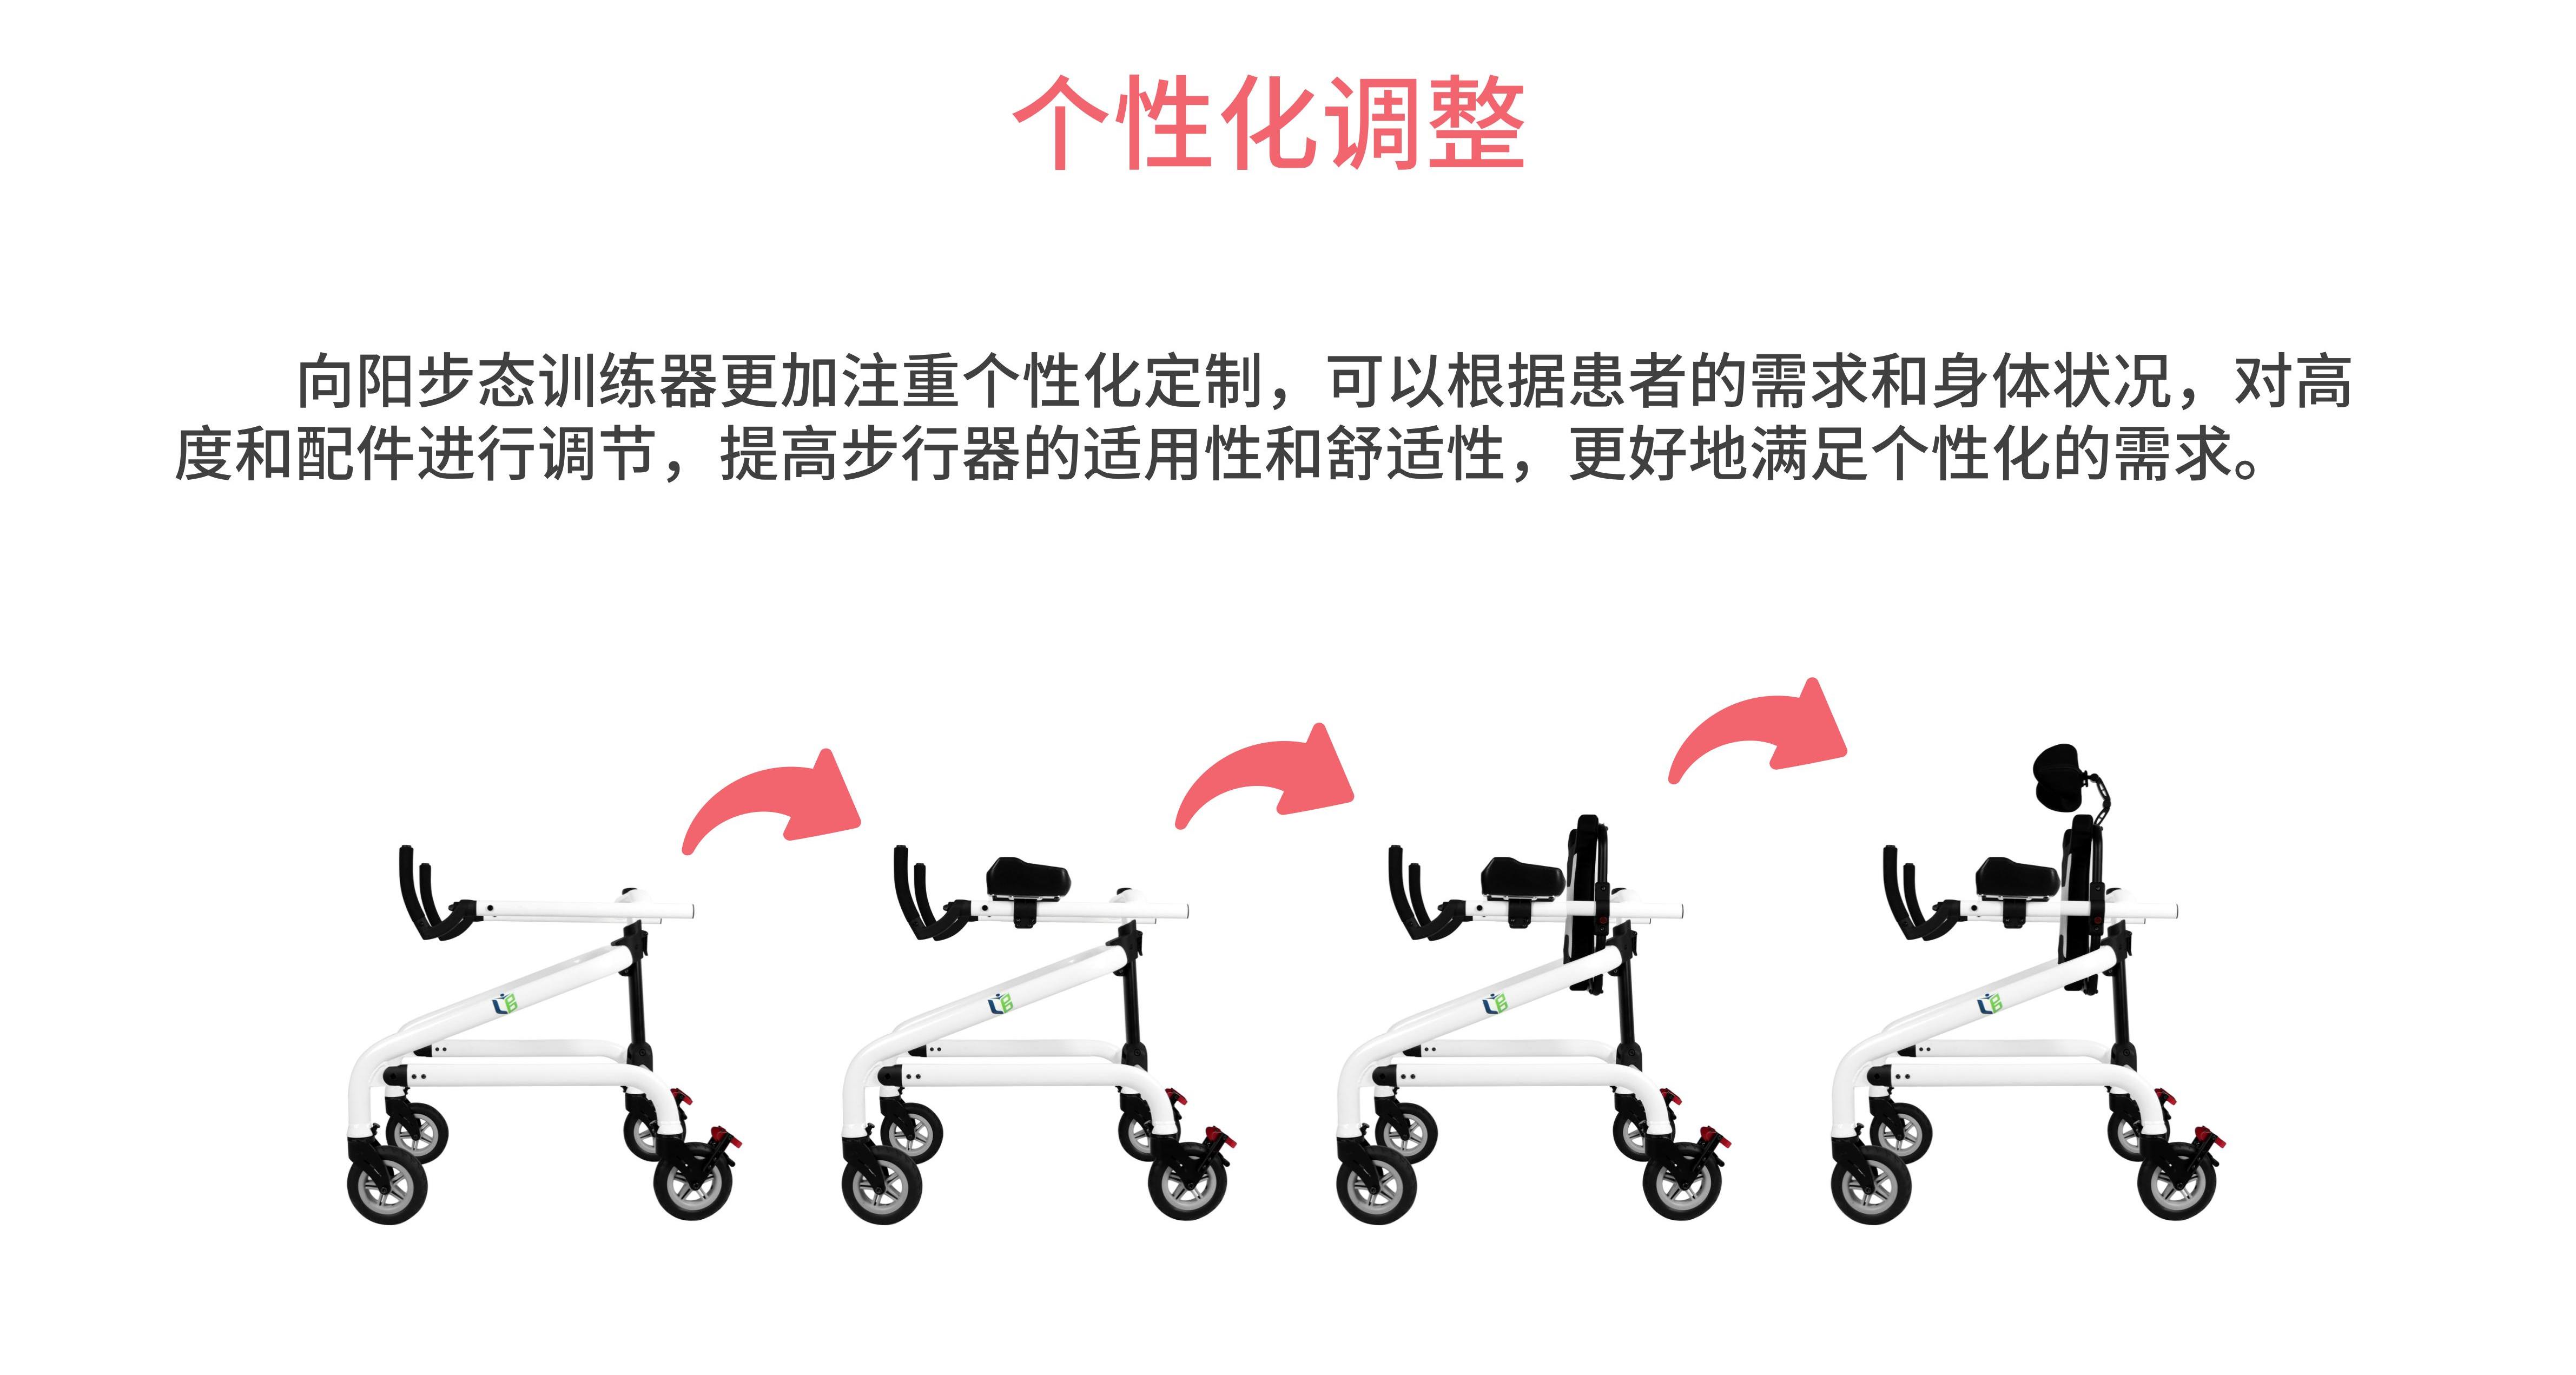 个性化调整
向阳步态训练器更加注重个性化定制，可以根据患者的需求和身体状况，对高
度和配件进行调节，提高步行器的适用性和舒适性，更好地满足个性化的需求。